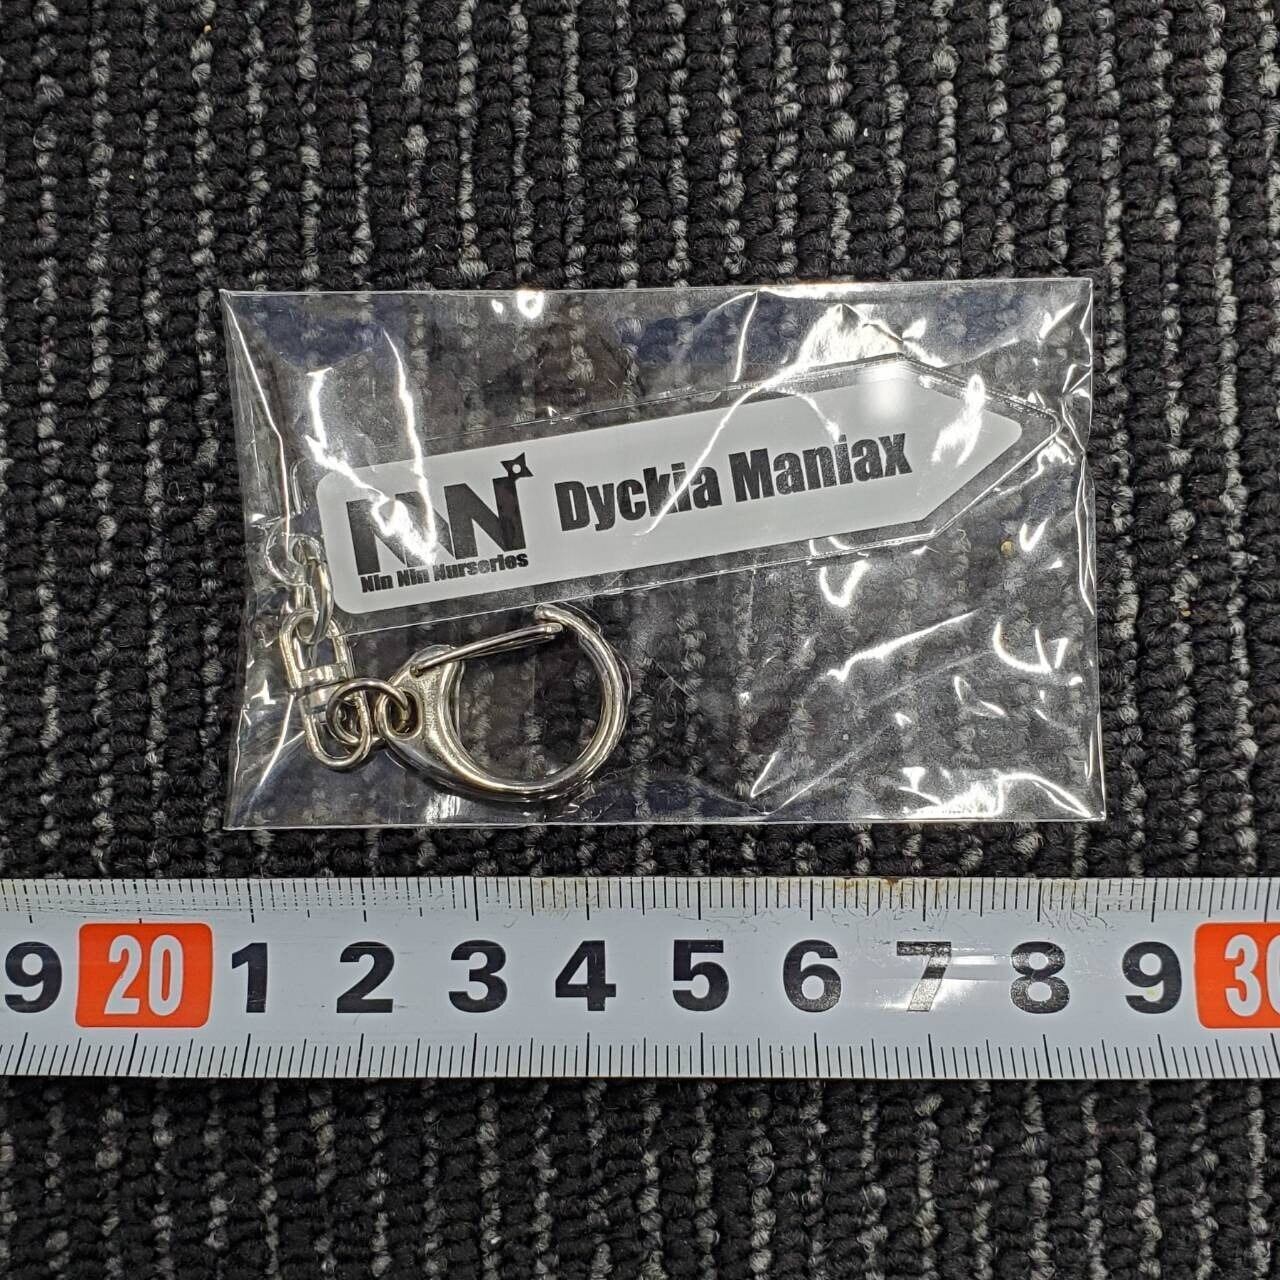 NN
Nin Nin Nurseries
Dyckia Maniax
9 20 1 2 3 4 5 6 7 8 9 30